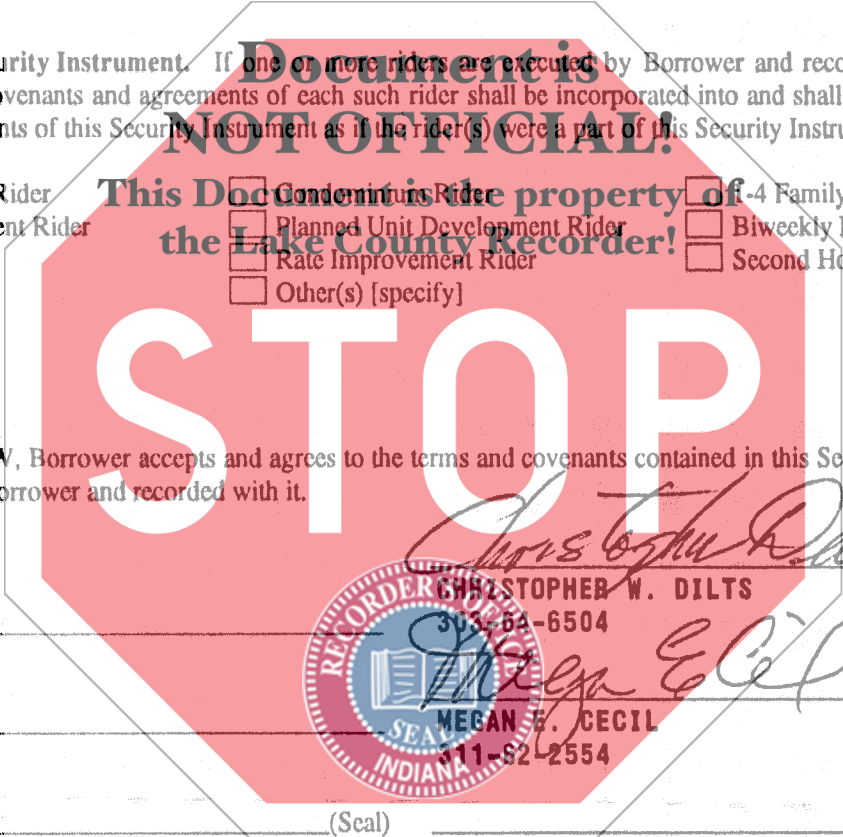 Document is
NOT OFFICIAL!
This Document is the property of
the Lake County Recorder!
STOP
urity Instrument. If one or more riders are executed by Borrower and reco
venants and agreements of each such rider shall be incorporated into and shall
nts of this Security Instrument as if the rider(s) were a part of this Security Instru
Rider Condominium Rider 1-4 Family
ent Rider Planned Unit Development Rider Biweekly
Rate Improvement Rider Second Ho
Other(s) [specify]
, Borrower accepts and agrees to the terms and covenants contained in this Se
orrower and recorded with it.
CHRISTOPHER W. DILTS
MEGAN E. CECIL
RECORDER OFFICE
SEAL
INDIANA
(Seal)